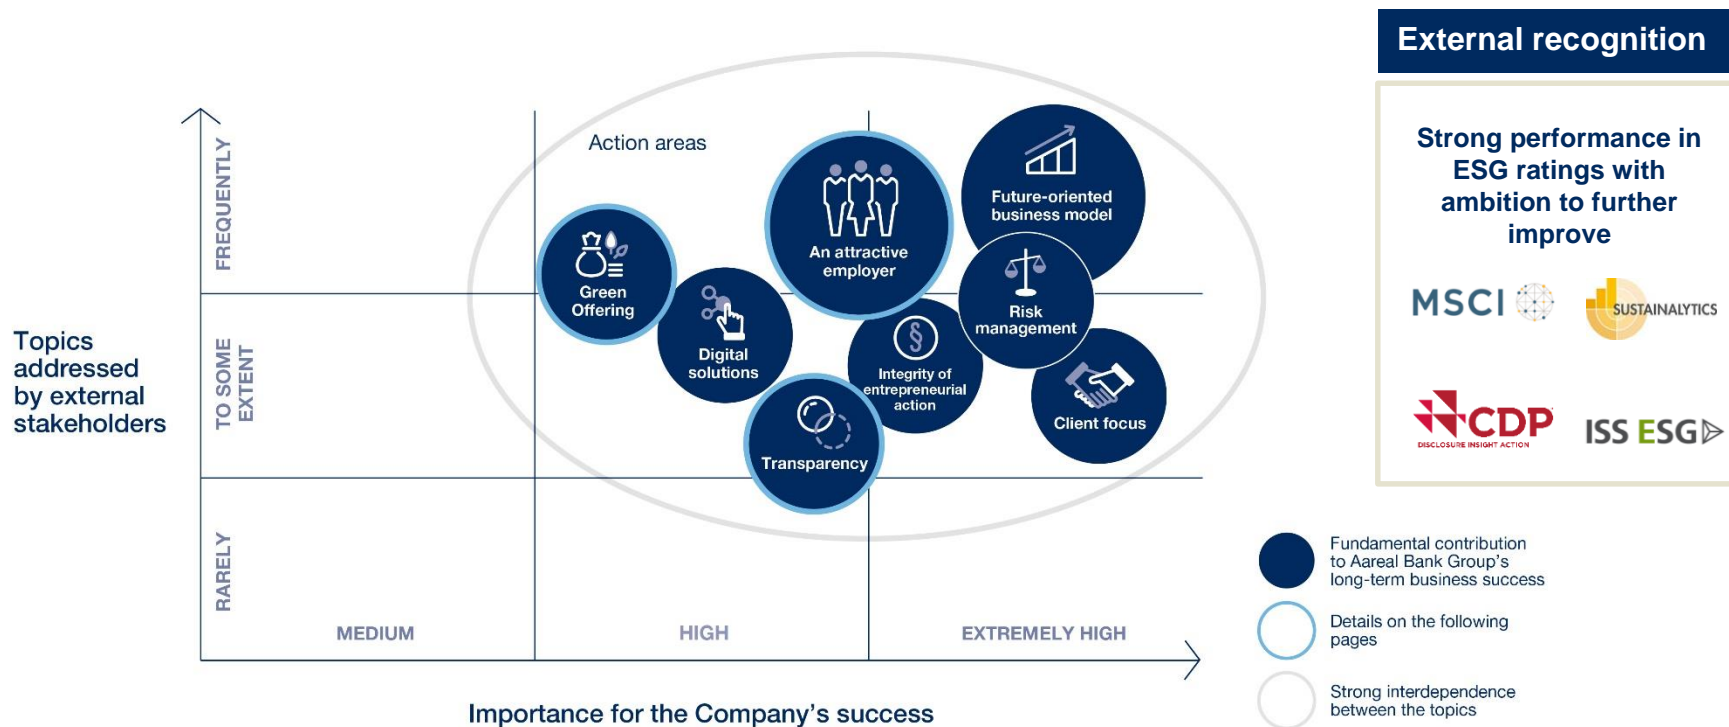 External recognition
Strong performance in
ESG ratings with
ambition to further
improve
MSCI
SUSTAINALYTICS
CDP
DISCLOSURE INSIGHT ACTION
ISS ESG
Topics
addressed
by external
stakeholders
FREQUENTLY
TO SOME
EXTENT
RARELY
Action areas
Green
Offering
Digital
solutions
An attractive
employer
Future-oriented
business model
Risk
management
§
Integrity of
entrepreneurial
action
Client focus
Transparency
MEDIUM
HIGH
EXTREMELY HIGH
Importance for the Company's success
Fundamental contribution
to Aareal Bank Group's
long-term business success
Details on the following
pages
Strong interdependence
between the topics